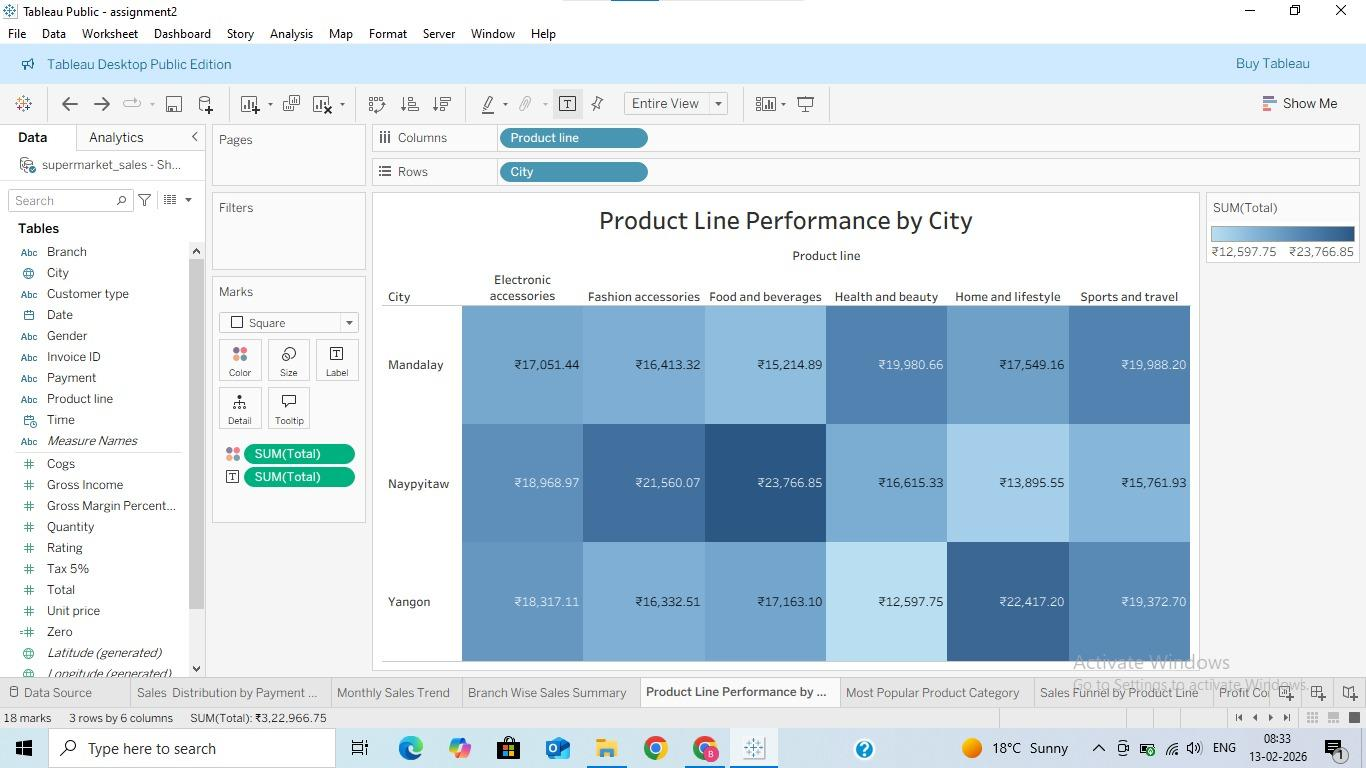 Tableau Public - assignment2
File Data Worksheet Dashboard Story Analysis Map Format Server Window Help
Tableau Desktop Public Edition Buy Tableau
T Entire View Show Me
Data Analytics
supermarket_sales - Sh...
Search
Tables
Abc Branch
City
Abc Customer type
Date
Abc Gender
Abc Invoice ID
Abc Payment
Abc Product line
Time
Abc Measure Names
# Cogs
# Gross Income
# Gross Margin Percent...
# Quantity
# Rating
# Tax 5%
# Total
# Unit price
=# Zero
Latitude (generated)
Longitude (generated)
Pages
Filters
Marks
Square
Color Size Label
Detail Tooltip
SUM(Total)
T SUM(Total)
Columns Product line
Rows City
Product Line Performance by City
Product line
City Electronic accessories Fashion accessories Food and beverages Health and beauty Home and lifestyle Sports and travel
Mandalay ₹17,051.44 ₹16,413.32 ₹15,214.89 ₹19,980.66 ₹17,549.16 ₹19,988.20
Naypyitaw ₹18,968.97 ₹21,560.07 ₹23,766.85 ₹16,615.33 ₹13,895.55 ₹15,761.93
Yangon ₹18,317.11 ₹16,332.51 ₹17,163.10 ₹12,597.75 ₹22,417.20 ₹19,372.70
SUM(Total)
₹12,597.75 ₹23,766.85
Activate Windows
Go to Settings to activate Windows.
Data Source Sales Distribution by Payment ... Monthly Sales Trend Branch Wise Sales Summary Product Line Performance by ... Most Popular Product Category Sales Funnel by Product Line Profit Co
18 marks 3 rows by 6 columns SUM(Total): ₹3,22,966.75
Type here to search
18°C Sunny
ENG
08:33
13-02-2026
1